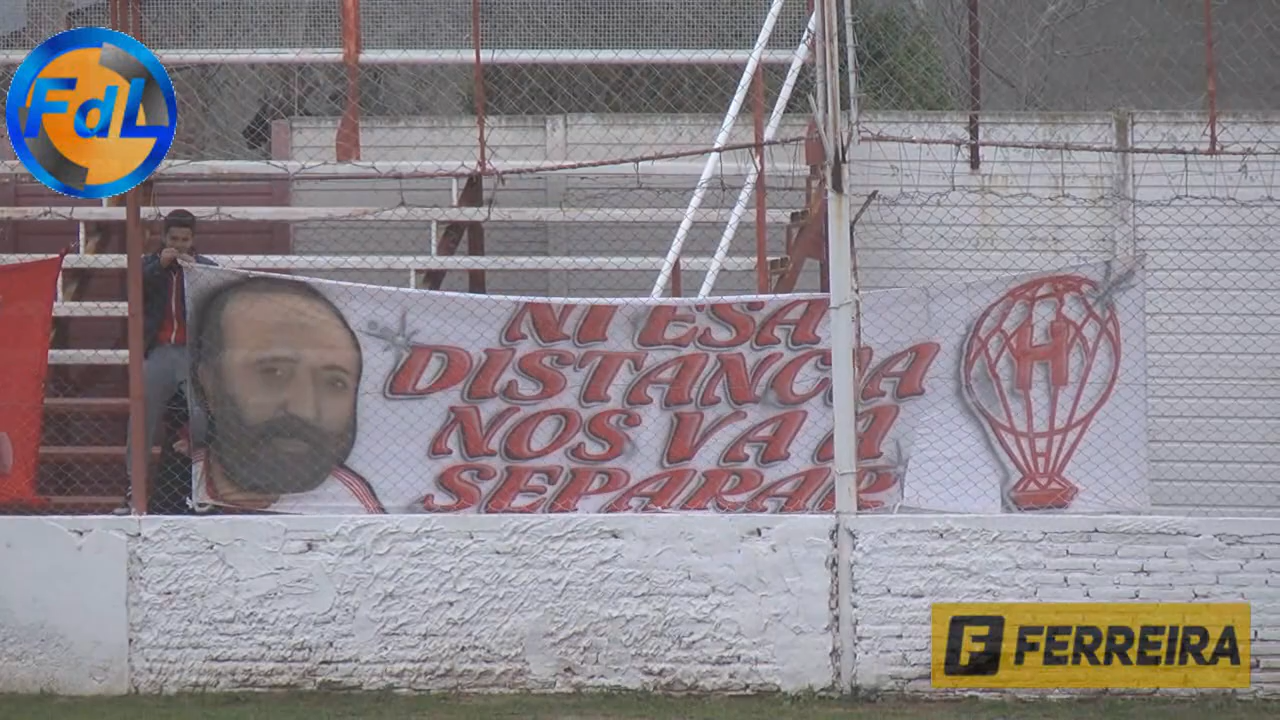 FdL
NI ESA
DISTANCIA
NOS VA A
SEPARAR
H
F FERREIRA